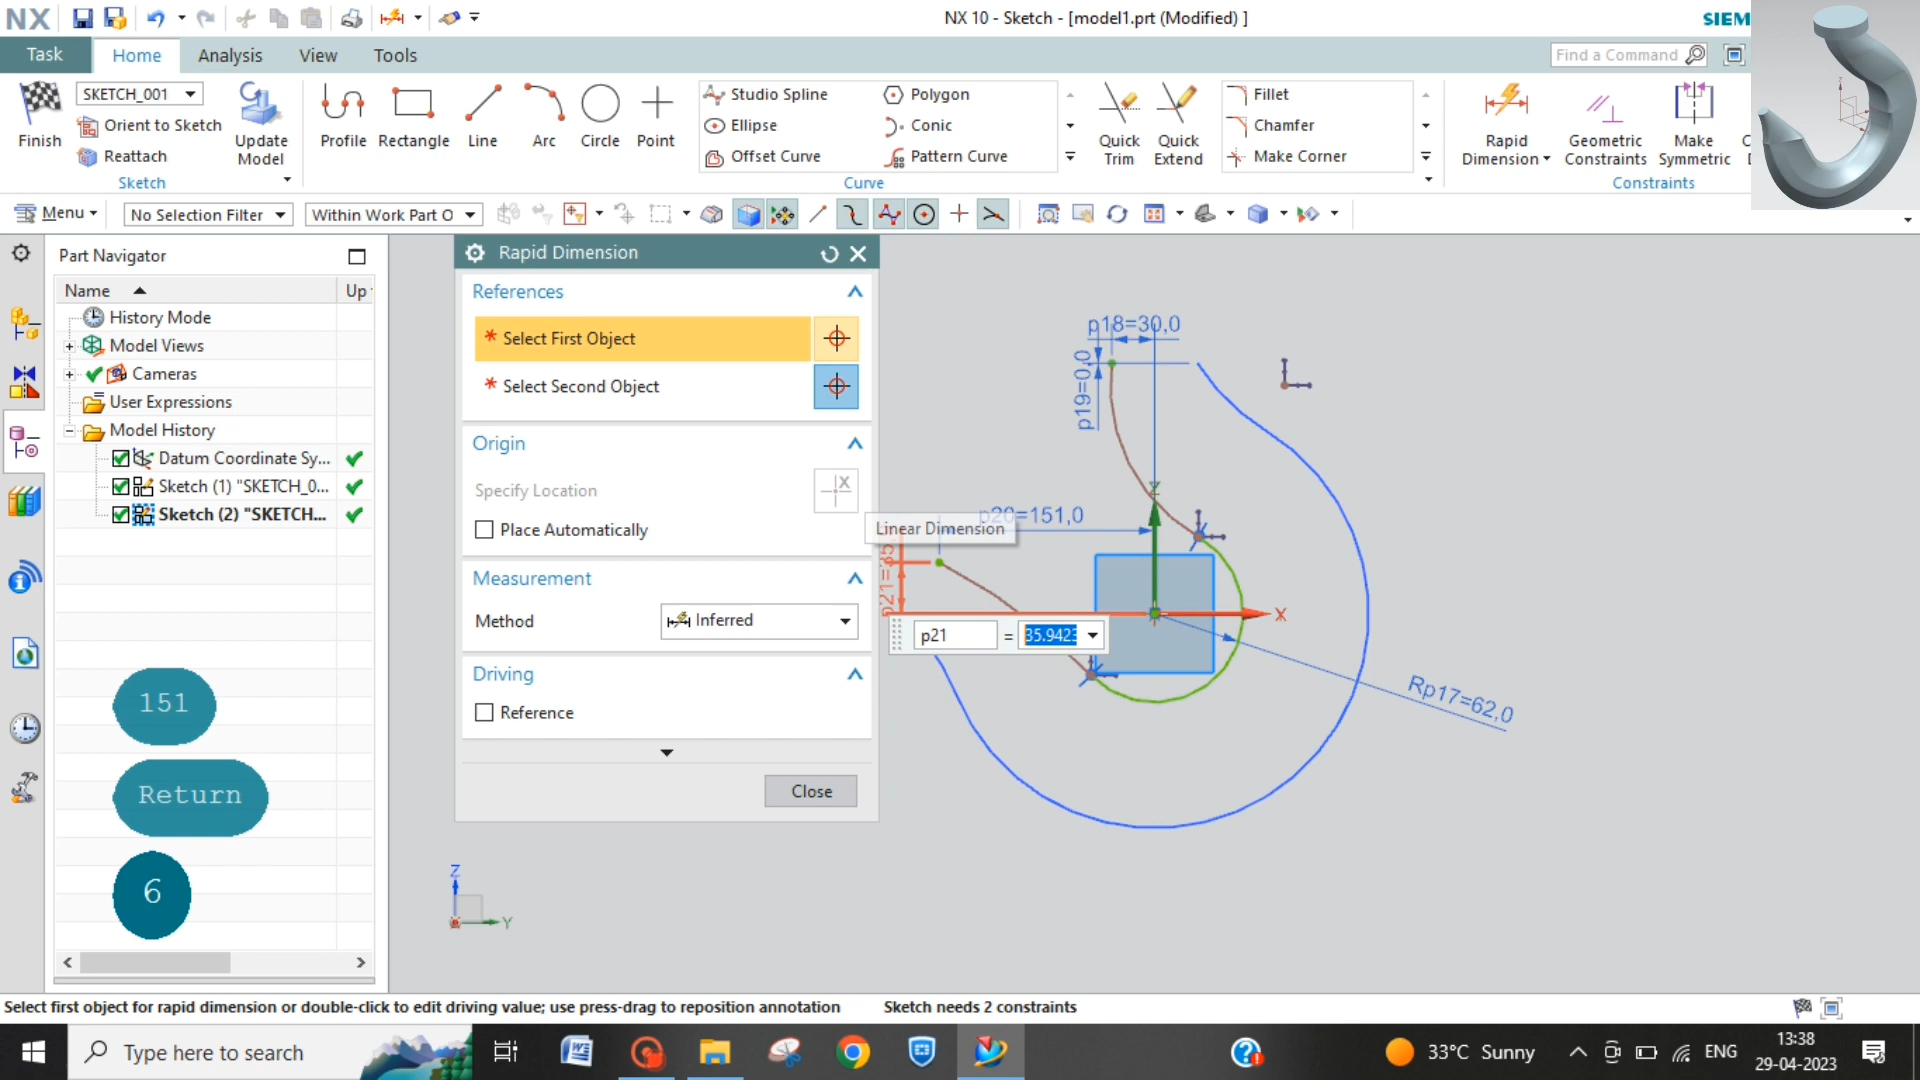 NX
NX 10 - Sketch - [model1.prt (Modified) ]
SIEM
Task
Home
Analysis
View
Tools
Find a Command
Finish
SKETCH_001
Orient to Sketch
Reattach
Update
Model
Sketch
Profile
Rectangle
Line
Arc
Circle
Point
Studio Spline
Ellipse
Offset Curve
Polygon
Conic
Pattern Curve
Curve
Quick
Trim
Quick
Extend
Fillet
Chamfer
Make Corner
Rapid
Dimension
Geometric
Constraints
Make
Symmetric
Constraints
Menu
No Selection Filter
Within Work Part O
Part Navigator
Name
Up
History Mode
Model Views
Cameras
User Expressions
Model History
Datum Coordinate Sy...
Sketch (1) "SKETCH_0...
Sketch (2) "SKETCH...
151
Return
6
Rapid Dimension
References
* Select First Object
* Select Second Object
Origin
Specify Location
Place Automatically
Measurement
Method
Inferred
Driving
Reference
Close
p18=30,0
p19=0,0
p20=151,0
Linear Dimension
p21 = 35.9423
X
Rp17=62,0
Z
Y
Select first object for rapid dimension or double-click to edit driving value; use press-drag to reposition annotation
Sketch needs 2 constraints
Type here to search
33°C Sunny
ENG
13:38
29-04-2023